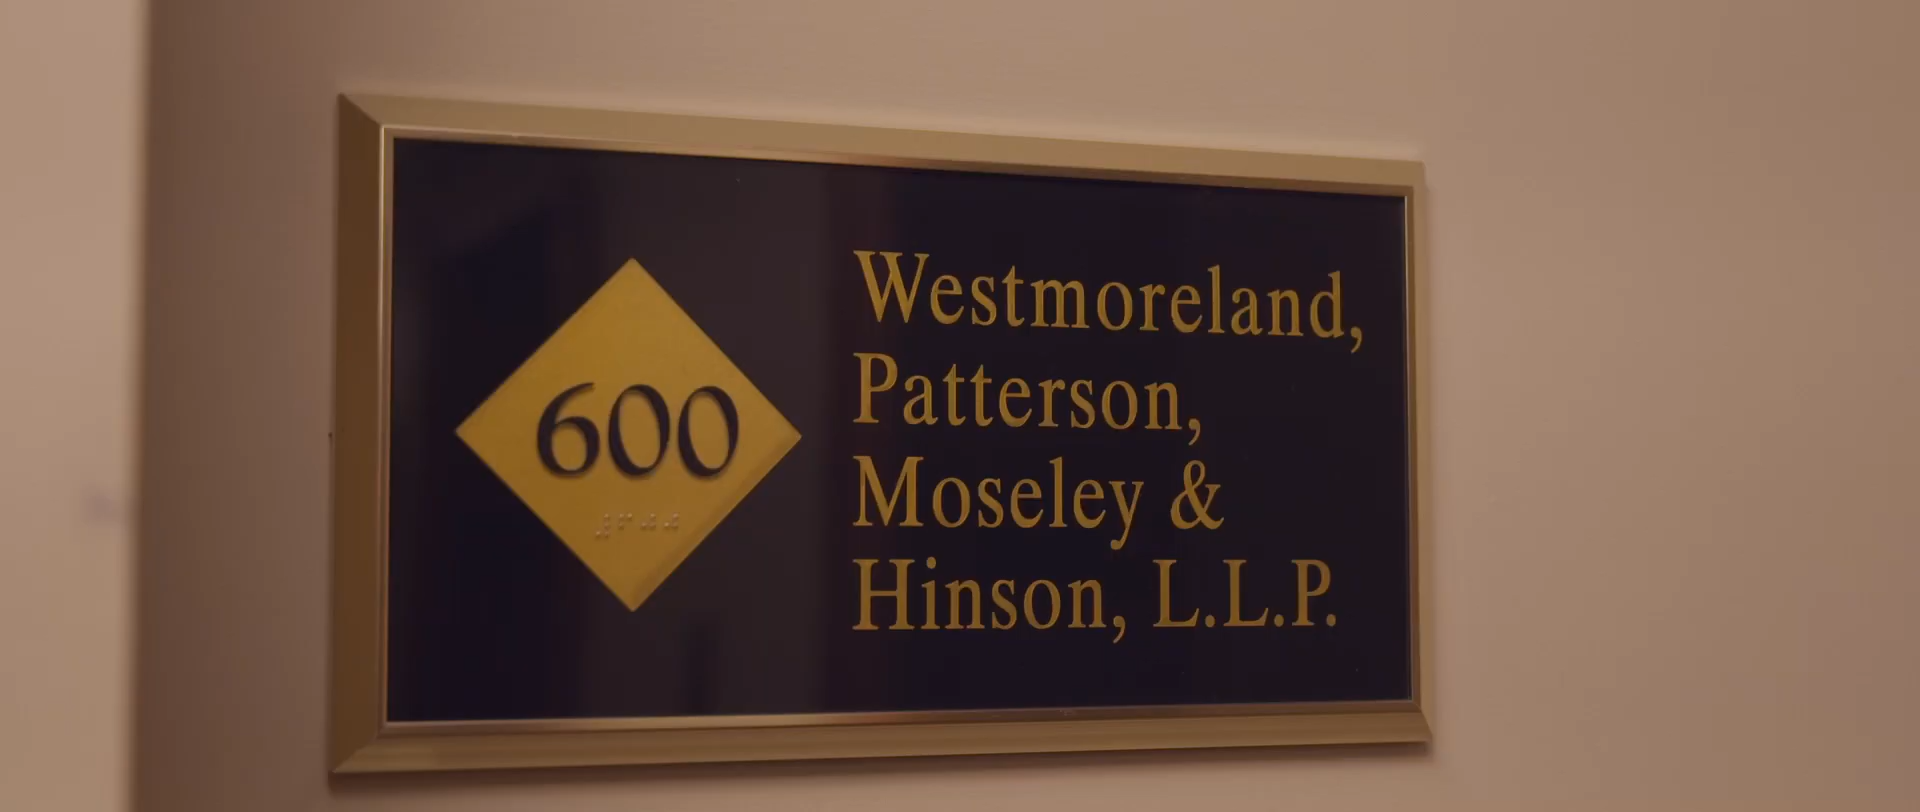 600
Westmoreland,
Patterson,
Moseley &
Hinson, L.L.P.